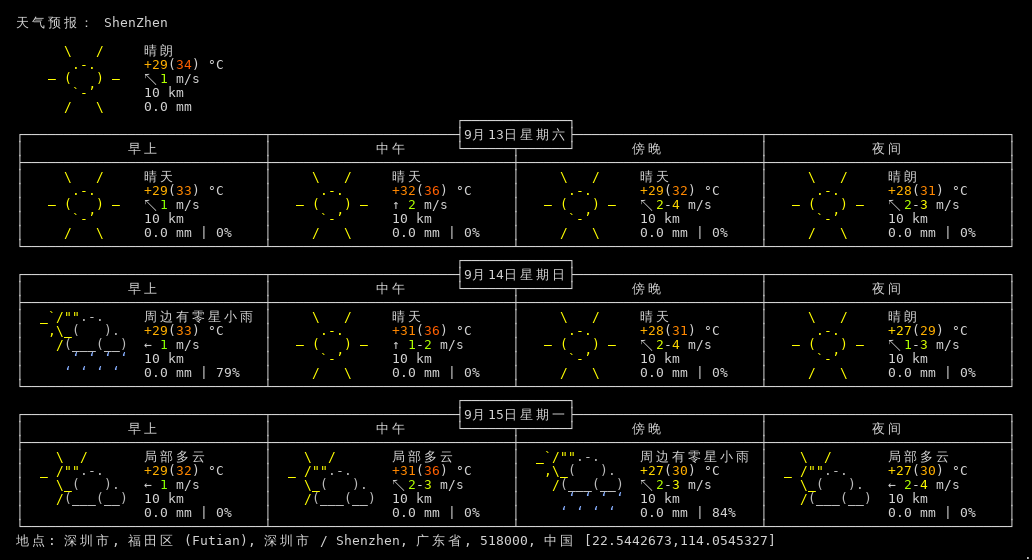 天气预报： ShenZhen
晴朗
+29(34) °C
↖ 1 m/s
10 km
0.0 mm
9月13日星期六
早上 中午 傍晚 夜间
晴天 晴天 晴天 晴朗
+29(33) °C +32(36) °C +29(32) °C +28(31) °C
↖ 1 m/s ↑ 2 m/s ↖ 2-4 m/s ↖ 2-3 m/s
10 km 10 km 10 km 10 km
0.0 mm | 0% 0.0 mm | 0% 0.0 mm | 0% 0.0 mm | 0%
9月14日星期日
早上 中午 傍晚 夜间
周边有零星小雨 晴天 晴天 晴朗
+29(33) °C +31(36) °C +28(31) °C +27(29) °C
← 1 m/s ↑ 1-2 m/s ↖ 2-4 m/s ↖ 1-3 m/s
10 km 10 km 10 km 10 km
0.0 mm | 79% 0.0 mm | 0% 0.0 mm | 0% 0.0 mm | 0%
9月15日星期一
早上 中午 傍晚 夜间
局部多云 局部多云 周边有零星小雨 局部多云
+29(32) °C +31(36) °C +27(30) °C +27(30) °C
← 1 m/s ↖ 2-3 m/s ↖ 2-3 m/s ← 2-4 m/s
10 km 10 km 10 km 10 km
0.0 mm | 0% 0.0 mm | 0% 0.0 mm | 84% 0.0 mm | 0%
地点: 深圳市, 福田区 (Futian), 深圳市 / Shenzhen, 广东省, 518000, 中国 [22.5442673,114.0545327]